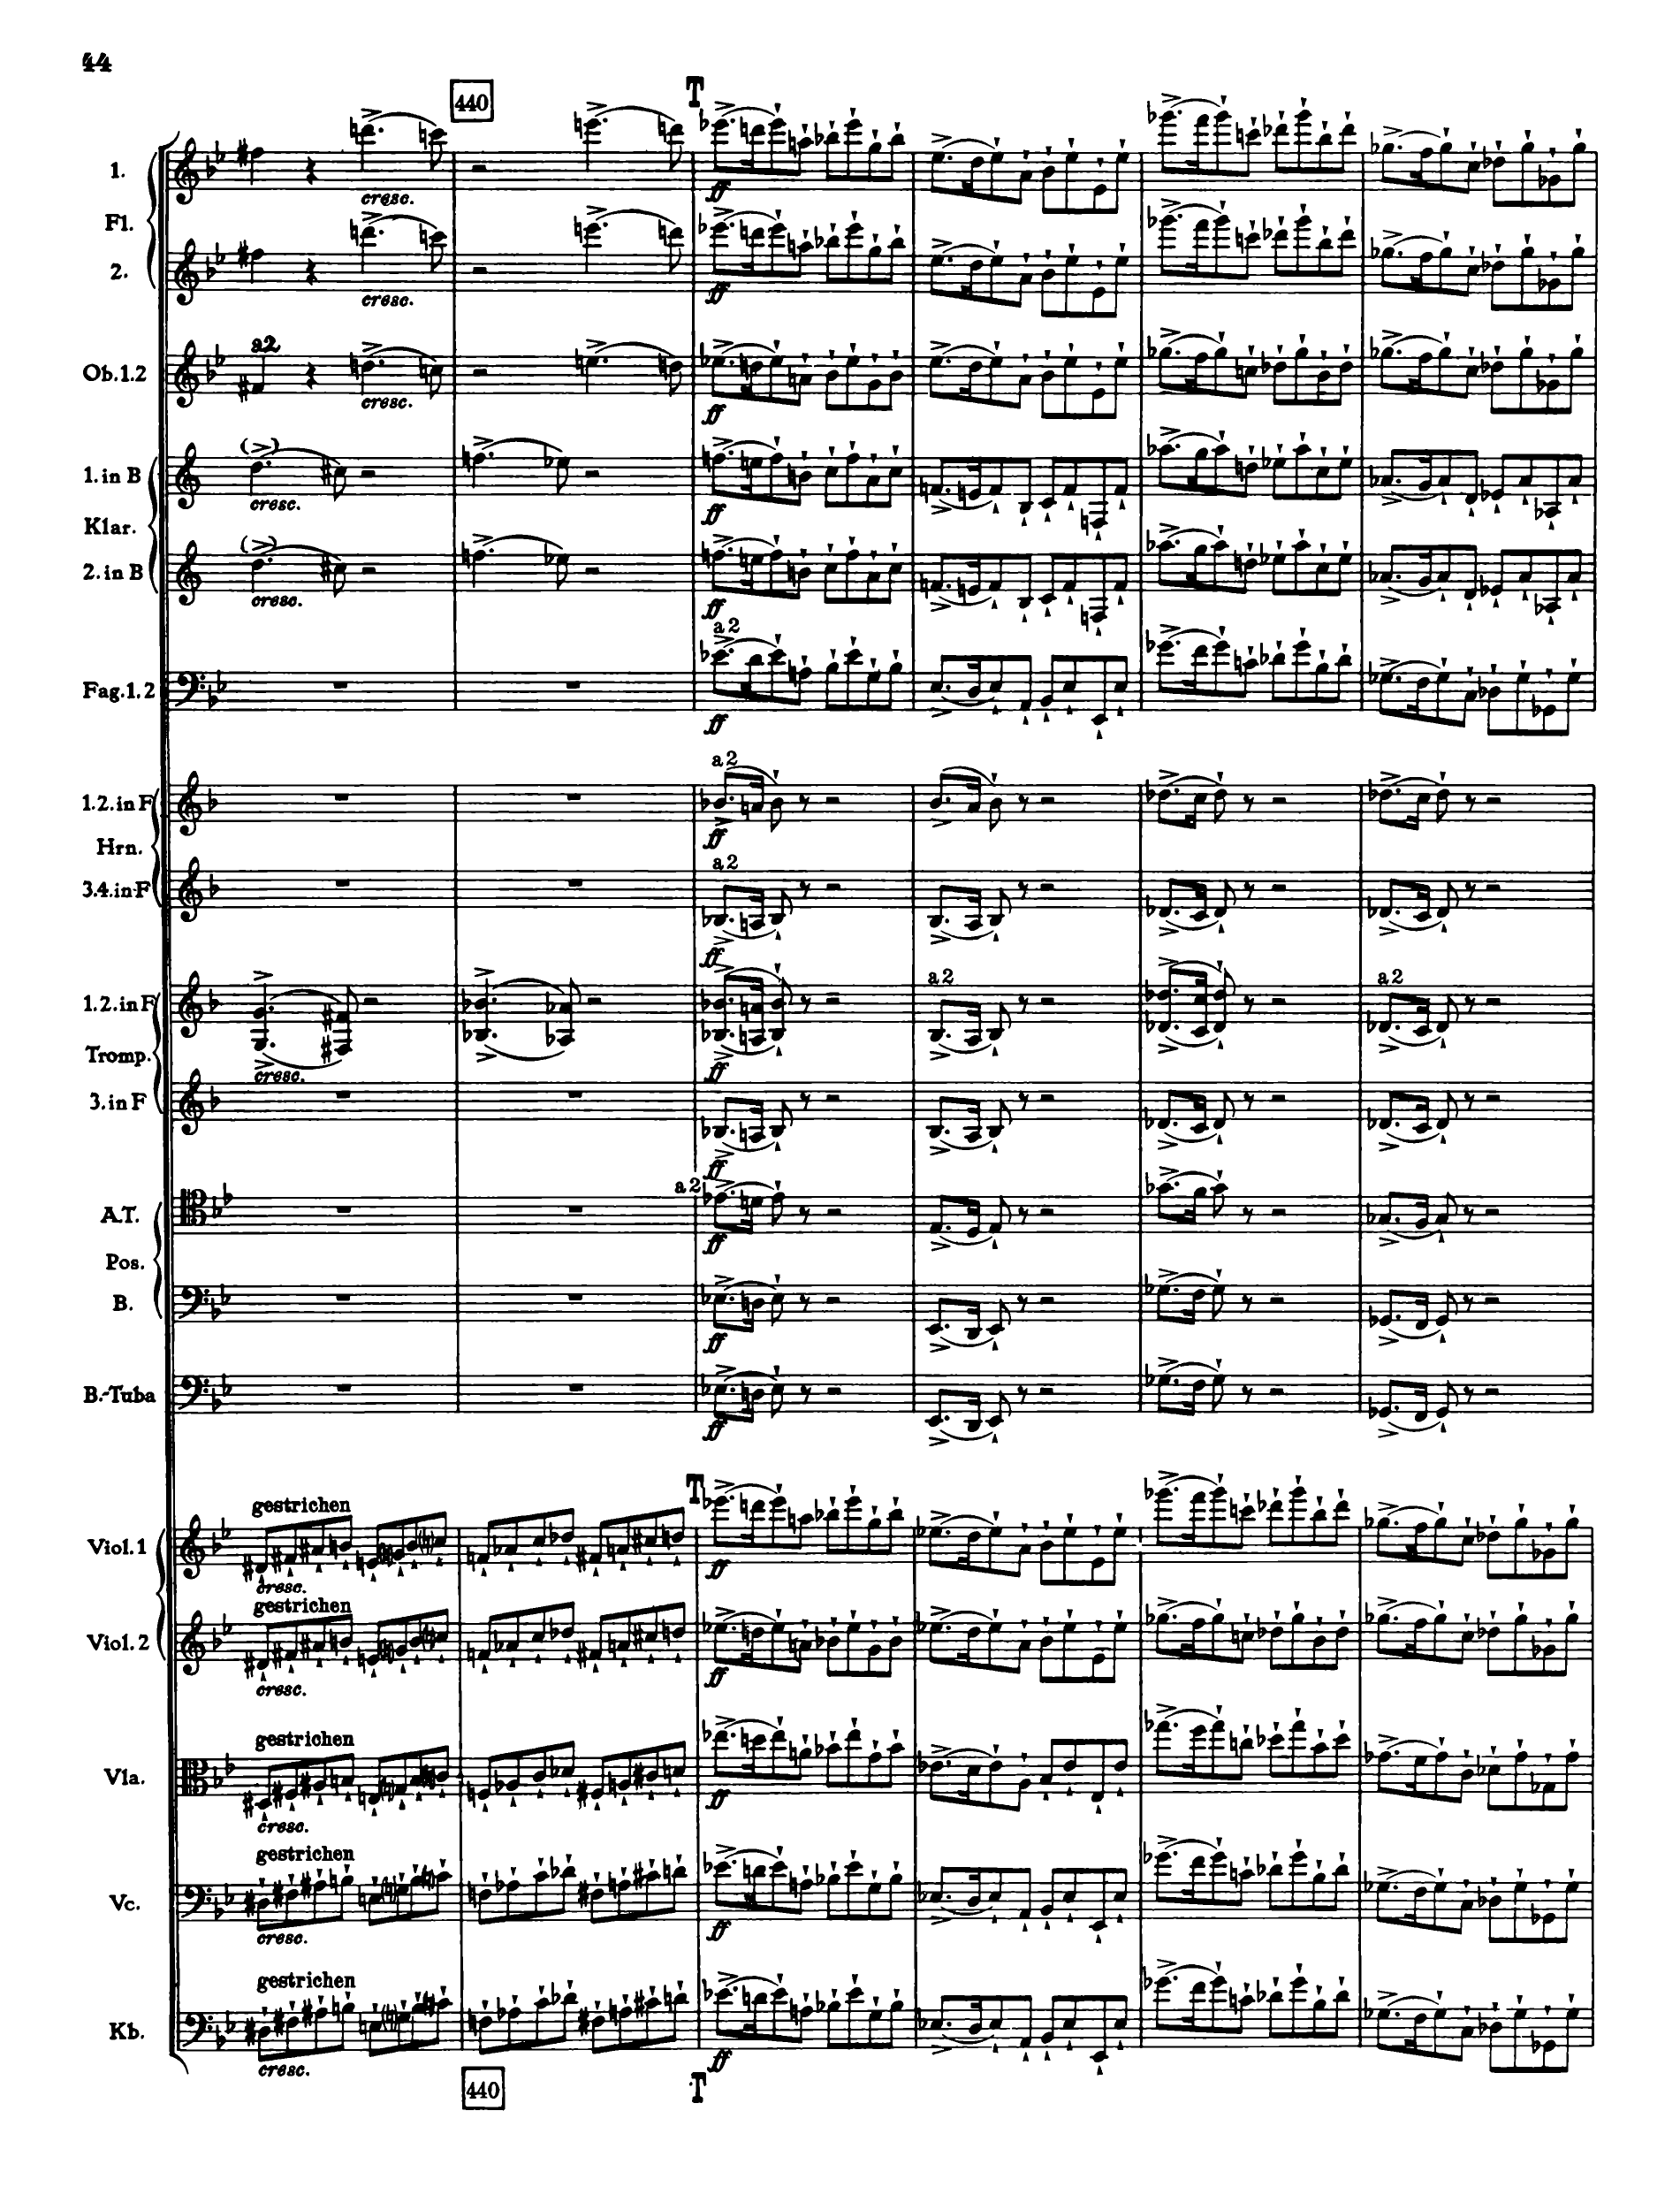 44
440
T
1.
cresc.
ff
Fl.
2.
cresc.
ff
a2
Ob.1.2
cresc.
ff
1. in B
cresc.
ff
Klar.
2. in B
cresc.
ff
a2
Fag.1.2
ff
a2
1.2. in F
ff
Hrn.
a2
3.4. in F
ff
1.2. in F
a2
a2
cresc.
ff
Tromp.
3. in F
ff
a2
A.T.
ff
Pos.
B.
ff
B.-Tuba
ff
T
gestrichen
Viol.1
cresc.
ff
gestrichen
Viol.2
cresc.
ff
gestrichen
Vla.
cresc.
ff
gestrichen
Vc.
cresc.
ff
gestrichen
Kb.
cresc.
ff
440
T